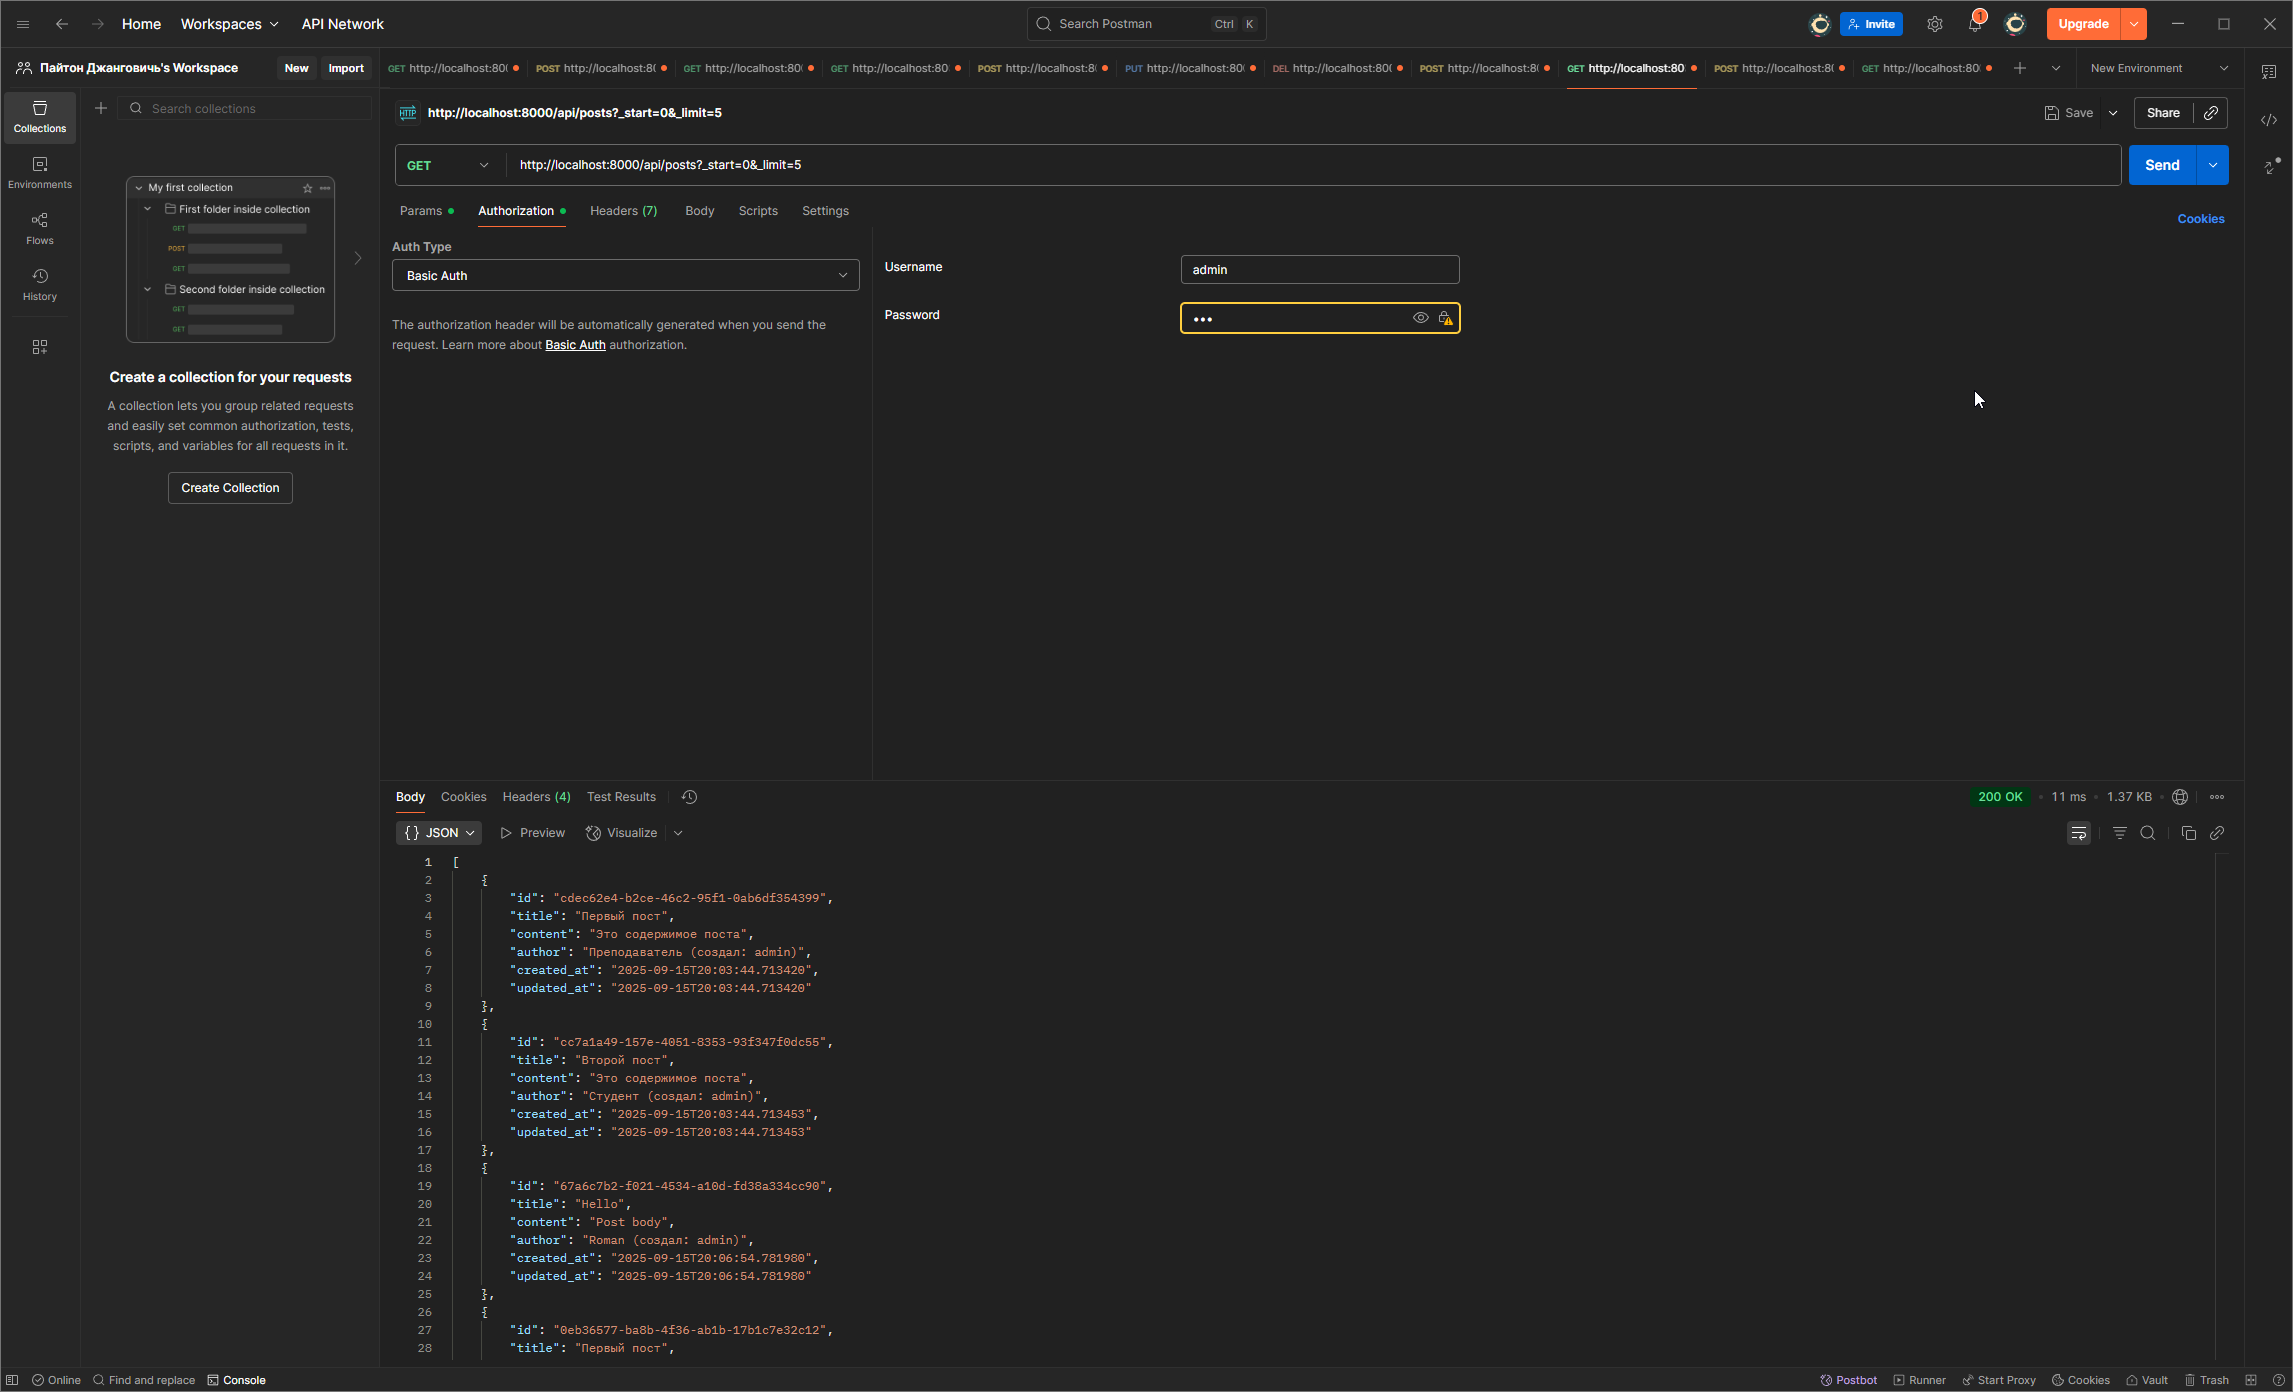 Home Workspaces API Network Search Postman Ctrl K Invite 1 Upgrade
Пайтон Джанговичь's Workspace New Import
GET http://localhost:80( POST http://localhost:8( GET http://localhost:80( GET http://localhost:80 POST http://localhost:8( PUT http://localhost:80 DEL http://localhost:80( POST http://localhost:8( GET http://localhost:80 POST http://localhost:8( GET http://localhost:80 New Environment
Collections
Environments
Flows
History
Search collections
My first collection
First folder inside collection
GET
POST
GET
Second folder inside collection
GET
GET
Create a collection for your requests
A collection lets you group related requests
and easily set common authorization, tests,
scripts, and variables for all requests in it.
Create Collection
HTTP http://localhost:8000/api/posts?_start=0&_limit=5 Save Share
GET http://localhost:8000/api/posts?_start=0&_limit=5 Send
Params Authorization Headers (7) Body Scripts Settings Cookies
Auth Type
Basic Auth
The authorization header will be automatically generated when you send the
request. Learn more about Basic Auth authorization.
Username admin
Password •••
Body Cookies Headers (4) Test Results 200 OK 11 ms 1.37 KB
{} JSON Preview Visualize
1 [
2 {
3 "id": "cdec62e4-b2ce-46c2-95f1-0ab6df354399",
4 "title": "Первый пост",
5 "content": "Это содержимое поста",
6 "author": "Преподаватель (создал: admin)",
7 "created_at": "2025-09-15T20:03:44.713420",
8 "updated_at": "2025-09-15T20:03:44.713420"
9 },
10 {
11 "id": "cc7a1a49-157e-4051-8353-93f347f0dc55",
12 "title": "Второй пост",
13 "content": "Это содержимое поста",
14 "author": "Студент (создал: admin)",
15 "created_at": "2025-09-15T20:03:44.713453",
16 "updated_at": "2025-09-15T20:03:44.713453"
17 },
18 {
19 "id": "67a6c7b2-f021-4534-a10d-fd38a334cc90",
20 "title": "Hello",
21 "content": "Post body",
22 "author": "Roman (создал: admin)",
23 "created_at": "2025-09-15T20:06:54.781980",
24 "updated_at": "2025-09-15T20:06:54.781980"
25 },
26 {
27 "id": "0eb36577-ba8b-4f36-ab1b-17b1c7e32c12",
28 "title": "Первый пост",
Online Find and replace Console Postbot Runner Start Proxy Cookies Vault Trash